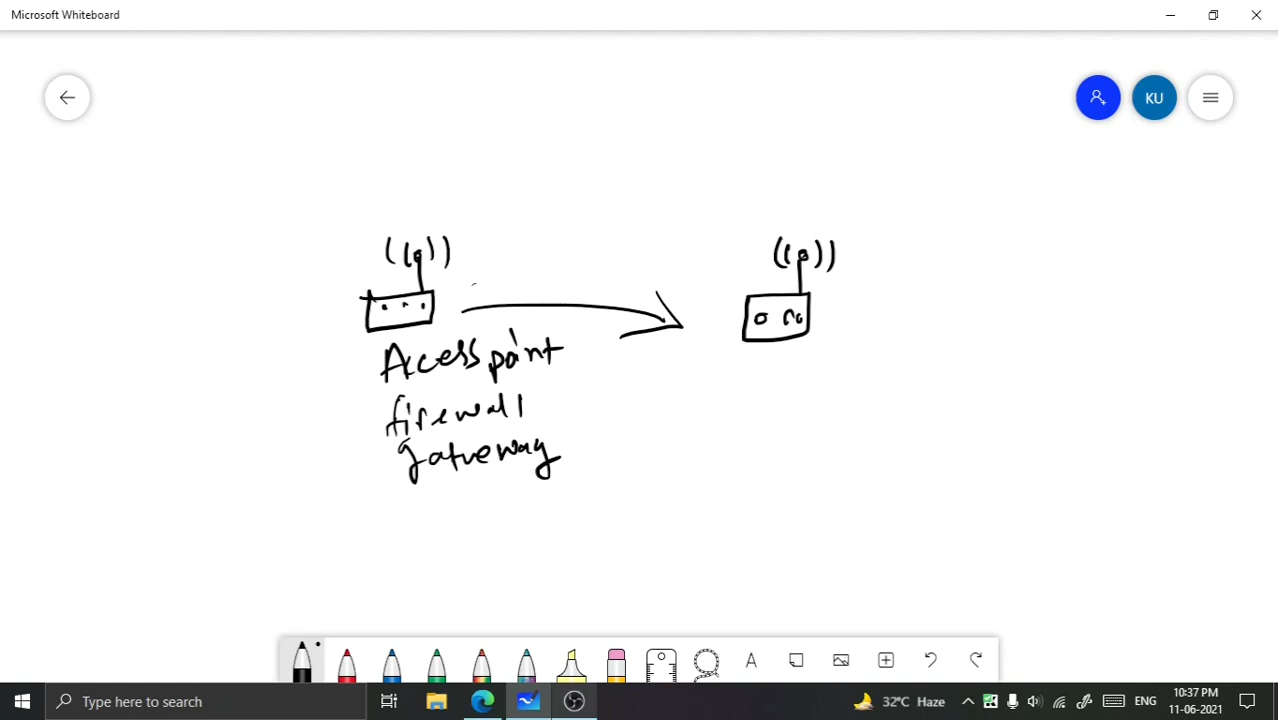 Microsoft Whiteboard
KU
Acess point
firewall
gateway
A
Type here to search
32°C Haze
ENG
10:37 PM
11-06-2021